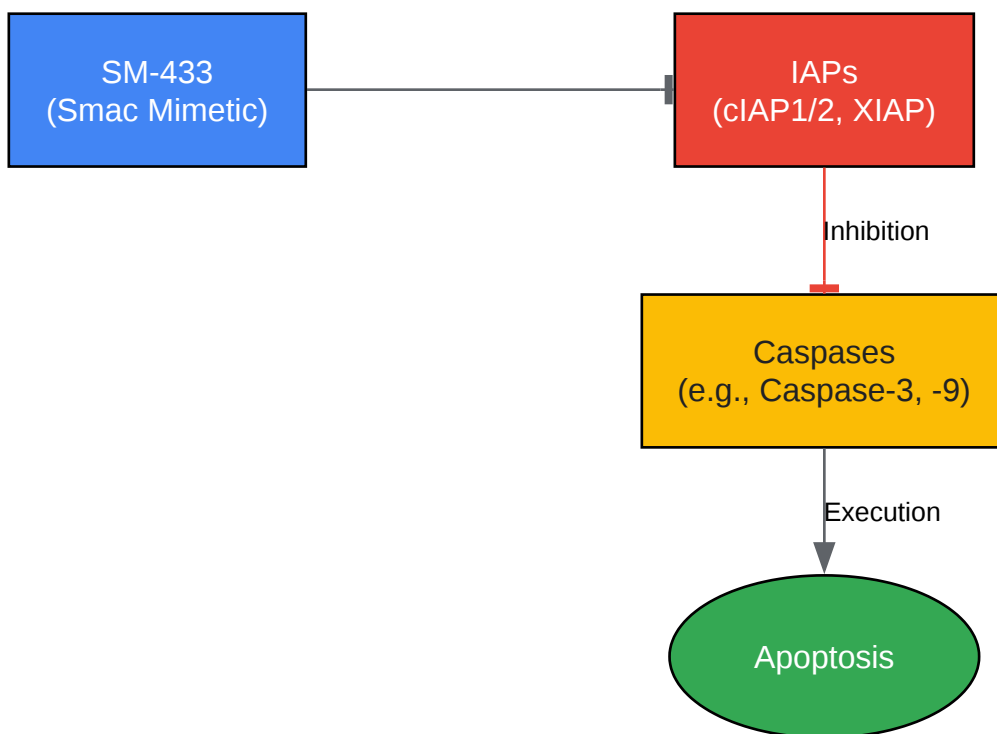 SM-433
(Smac Mimetic)
IAPs
(cIAP1/2, XIAP)
Inhibition
Caspases
(e.g., Caspase-3, -9)
Execution
Apoptosis